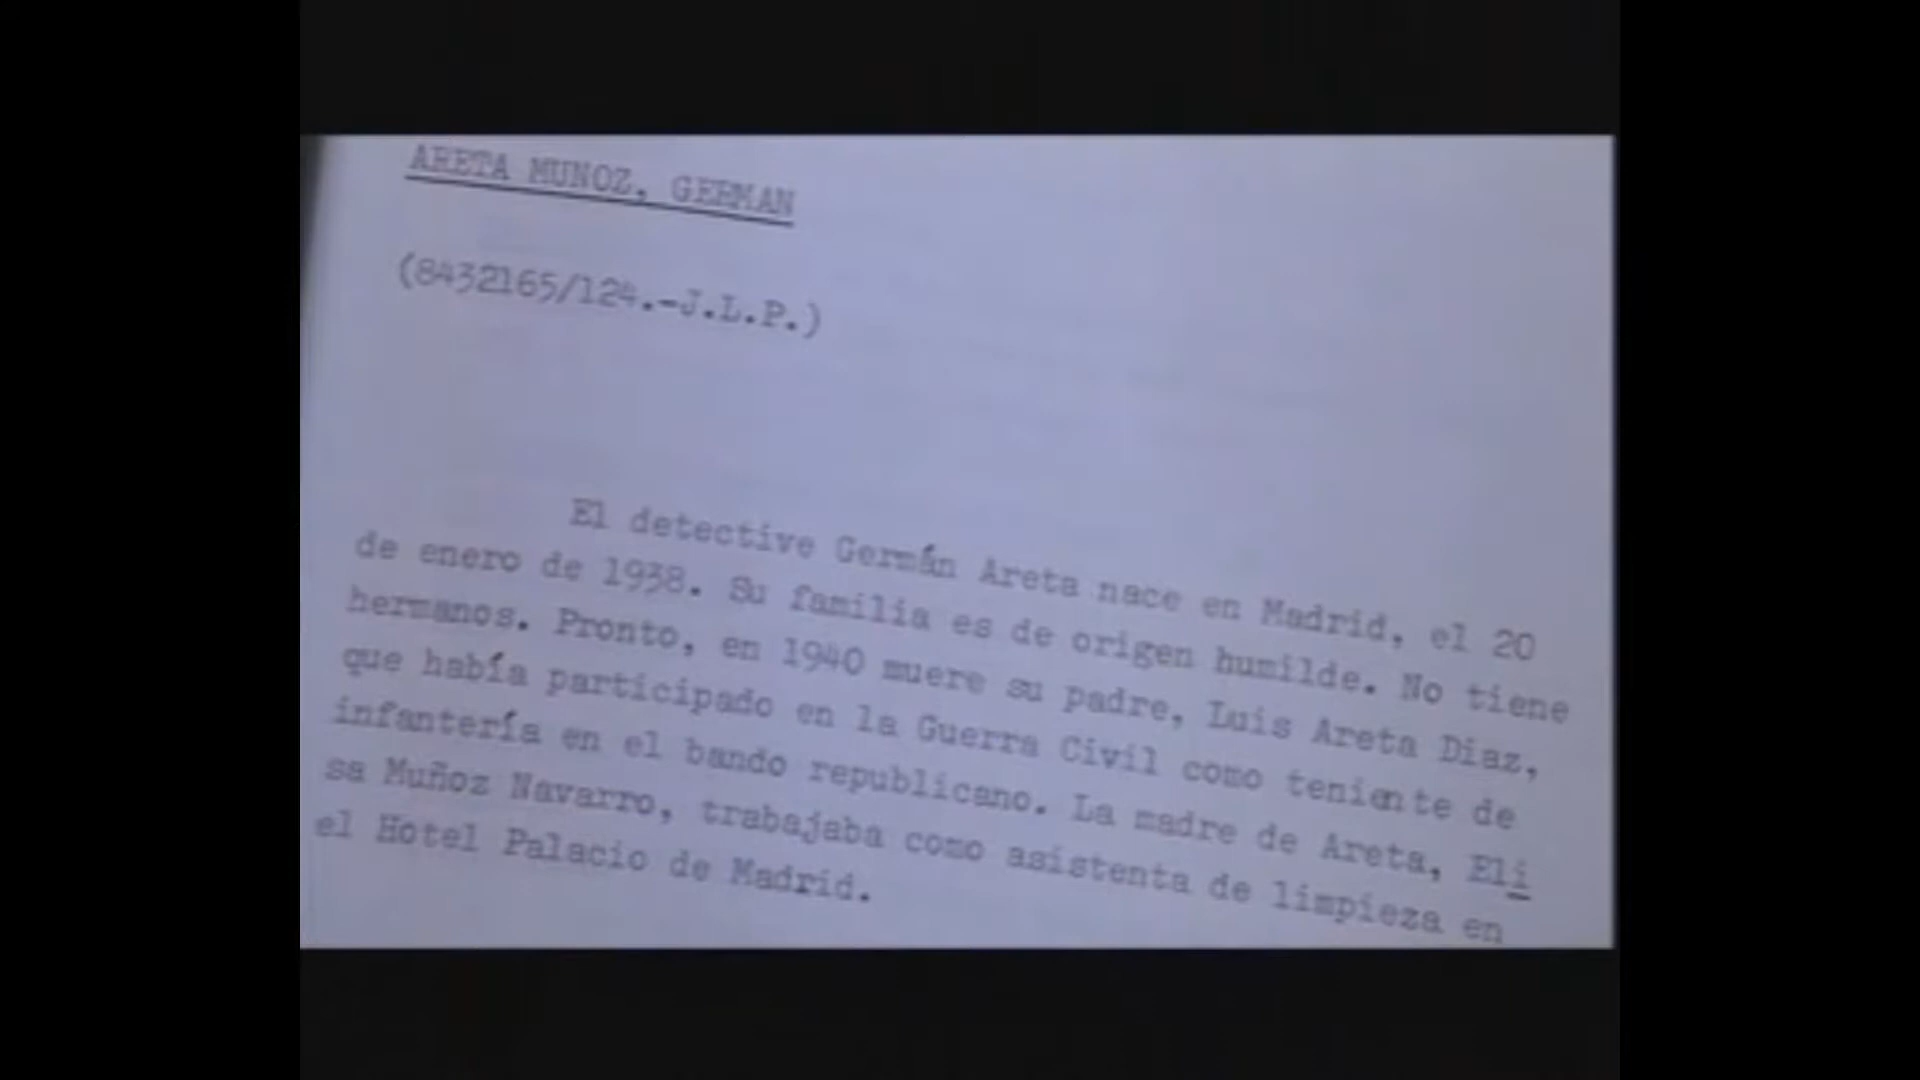 ARETA MUNOZ, GERMAN
(8432165/124.-J.L.P.)
El detective Germán Areta nace en Madrid, el 20
de enero de 1938. Su familia es de origen humilde. No tiene
hermanos. Pronto, en 1940 muere su padre, Luis Areta Diaz,
que había participado en la Guerra Civil como teniente de
infantería en el bando republicano. La madre de Areta, Eli
sa Muñoz Navarro, trabajaba como asistenta de limpieza en
el Hotel Palacio de Madrid.